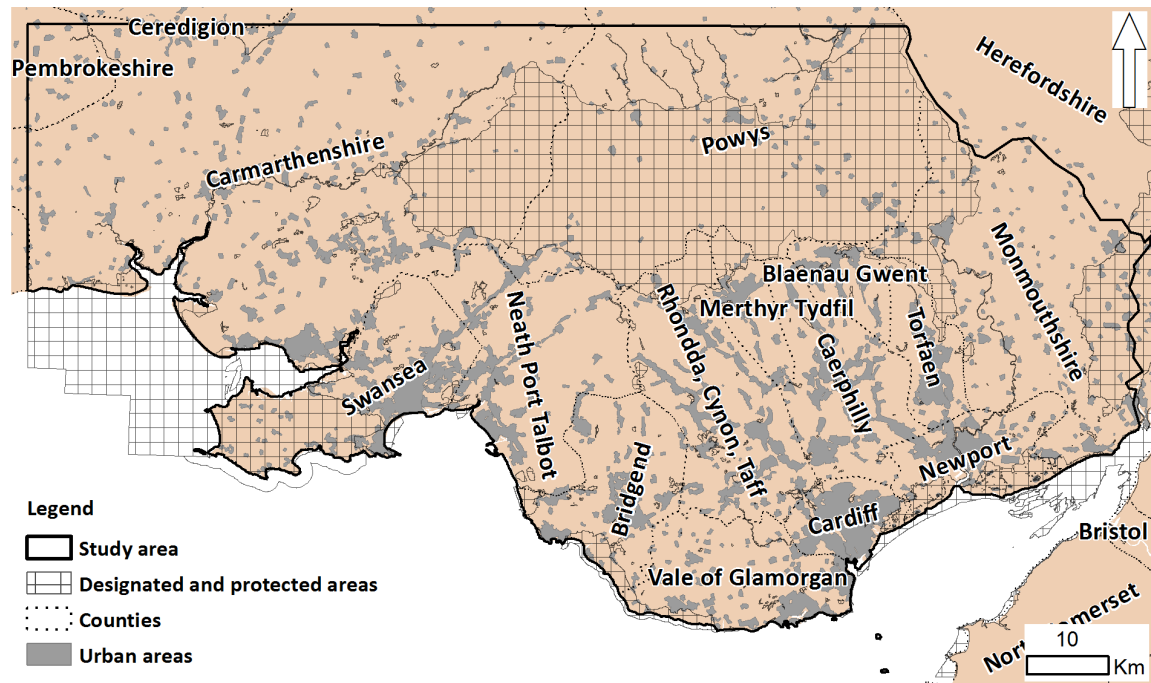 Ceredigion
Pembrokeshire
Herefordshire
Powys
Carmarthenshire
Monmouthshire
Blaenau Gwent
Merthyr Tydfil
Rhondda, Cynon, Taff
Neath Port Talbot
Torfaen
Caerphilly
Swansea
Bridgend
Newport
Cardiff
Bristol
Vale of Glamorgan
Legend
Study area
Designated and protected areas
Counties
Urban areas
10
Km